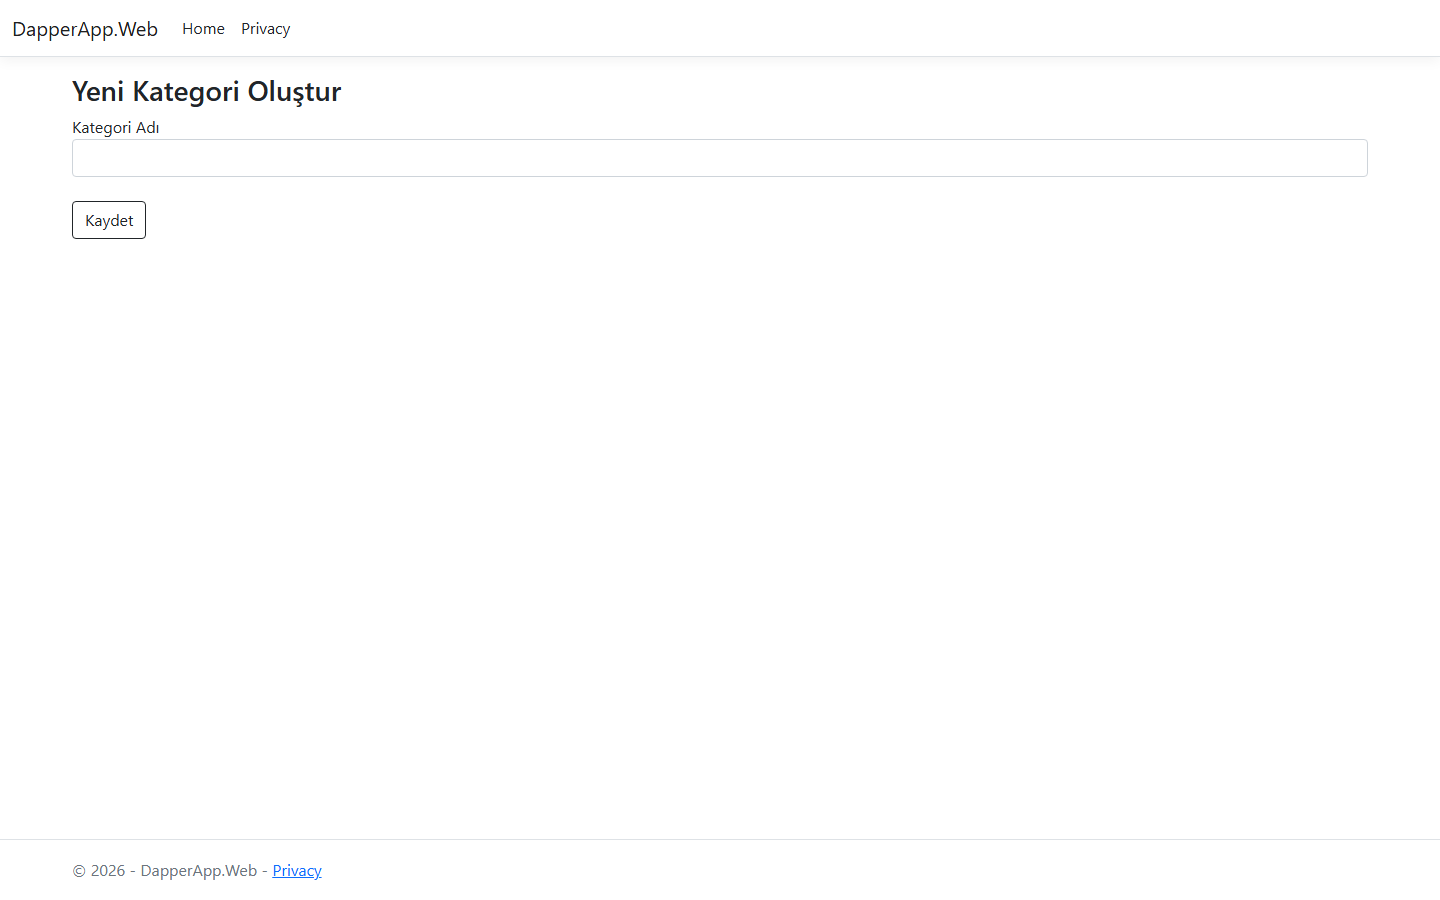 DapperApp.Web Home Privacy
Yeni Kategori Oluştur
Kategori Adı
Kaydet
© 2026 - DapperApp.Web - Privacy